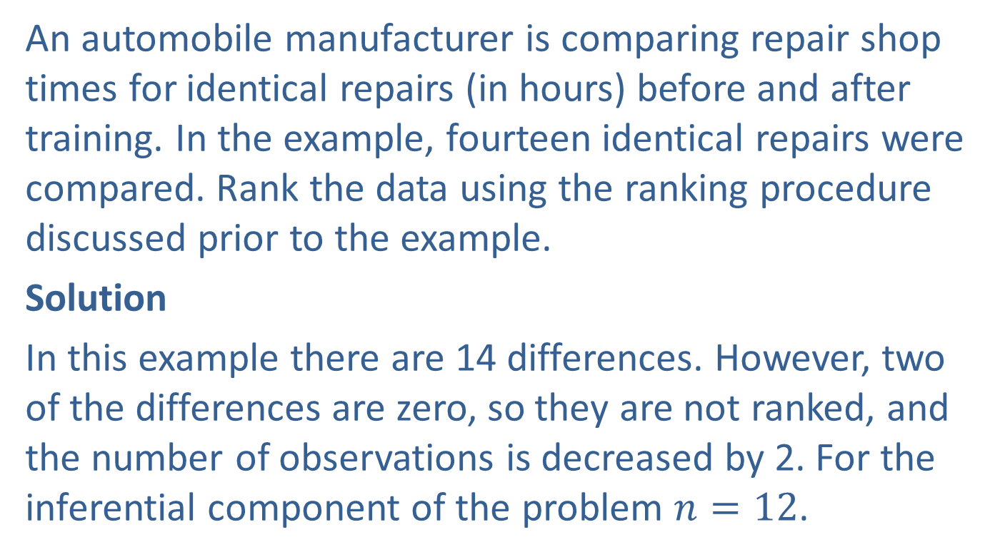 An automobile manufacturer is comparing repair shop
times for identical repairs (in hours) before and after
training. In the example, fourteen identical repairs were
compared. Rank the data using the ranking procedure
discussed prior to the example.
Solution
In this example there are 14 differences. However, two
of the differences are zero, so they are not ranked, and
the number of observations is decreased by 2. For the
inferential component of the problem n = 12.